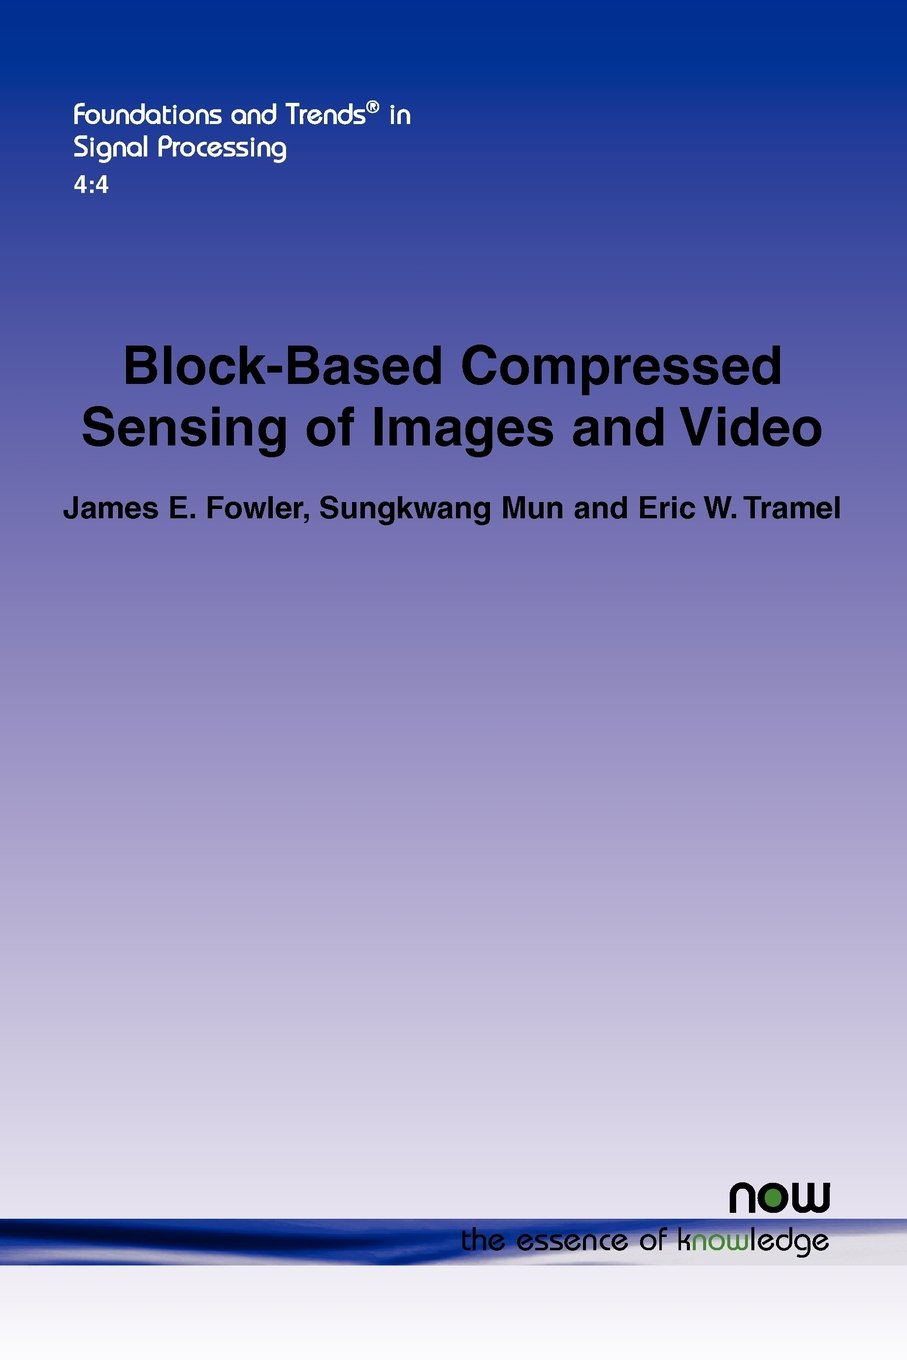 Foundations and Trends® in
Signal Processing
4:4
Block-Based Compressed
Sensing of Images and Video
James E. Fowler, Sungkwang Mun and Eric W. Tramel
now
the essence of knowledge